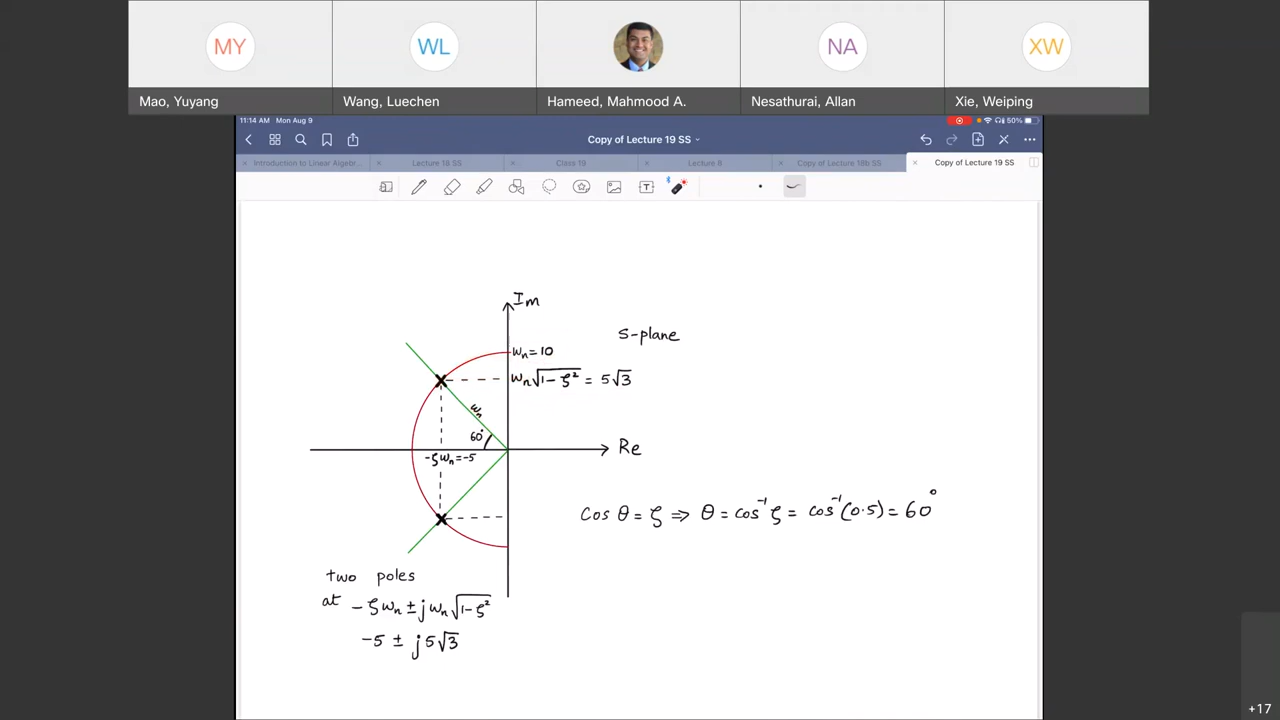 MY
WL
NA
XW
Mao, Yuyang
Wang, Luechen
Hameed, Mahmood A.
Nesathurai, Allan
Xie, Weiping
11:14 AM Mon Aug 9
50%
Copy of Lecture 19 SS
Introduction to Linear Algebr...
Lecture 18 SS
Class 19
Lecture 8
Copy of Lecture 18b SS
Copy of Lecture 19 SS
T
Im
s-plane
ωn = 10
ωn√(1-ζ²) = 5√3
ωn
60°
Re
-ζωn = -5
Cos θ = ζ ⇒ θ = cos⁻¹ ζ = cos⁻¹(0.5) = 60°
two poles
at -ζωn ± jωn√(1-ζ²)
-5 ± j5√3
+17